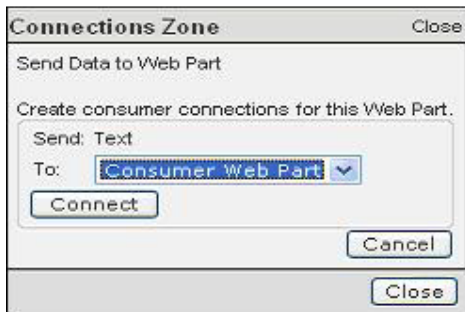 Connections Zone Close
Send Data to Web Part
Create consumer connections for this Web Part.
Send: Text
To: Consumer Web Part
Connect
Cancel
Close